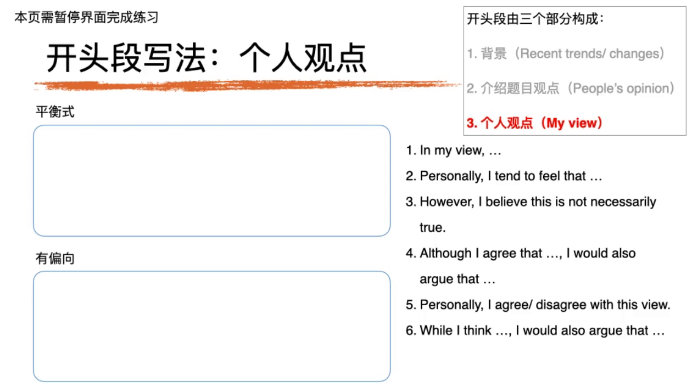 本页需暂停界面完成练习
开头段写法：个人观点
开头段由三个部分构成：
1. 背景（Recent trends/ changes）
2. 介绍题目观点（People’s opinion）
3. 个人观点（My view）
平衡式
有偏向
1. In my view, …
2. Personally, I tend to feel that …
3. However, I believe this is not necessarily
true.
4. Although I agree that …, I would also
argue that …
5. Personally, I agree/ disagree with this view.
6. While I think …, I would also argue that …